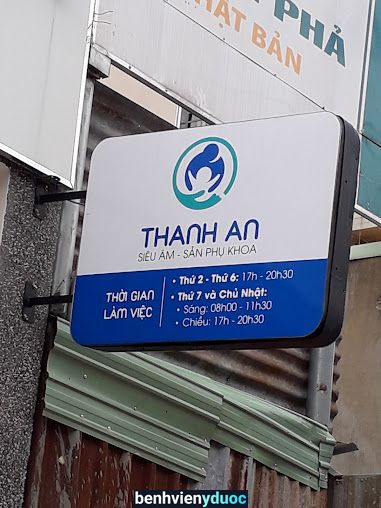 PHẢ
NHẬT BẢN
THANH AN
SIÊU ÂM - SẢN PHỤ KHOA
THỜI GIAN
LÀM VIỆC
• Thứ 2 - Thứ 6: 17h - 20h30
• Thứ 7 và Chủ Nhật:
• Sáng: 08h00 - 11h30
• Chiều: 17h - 20h30
benhvienyduoc